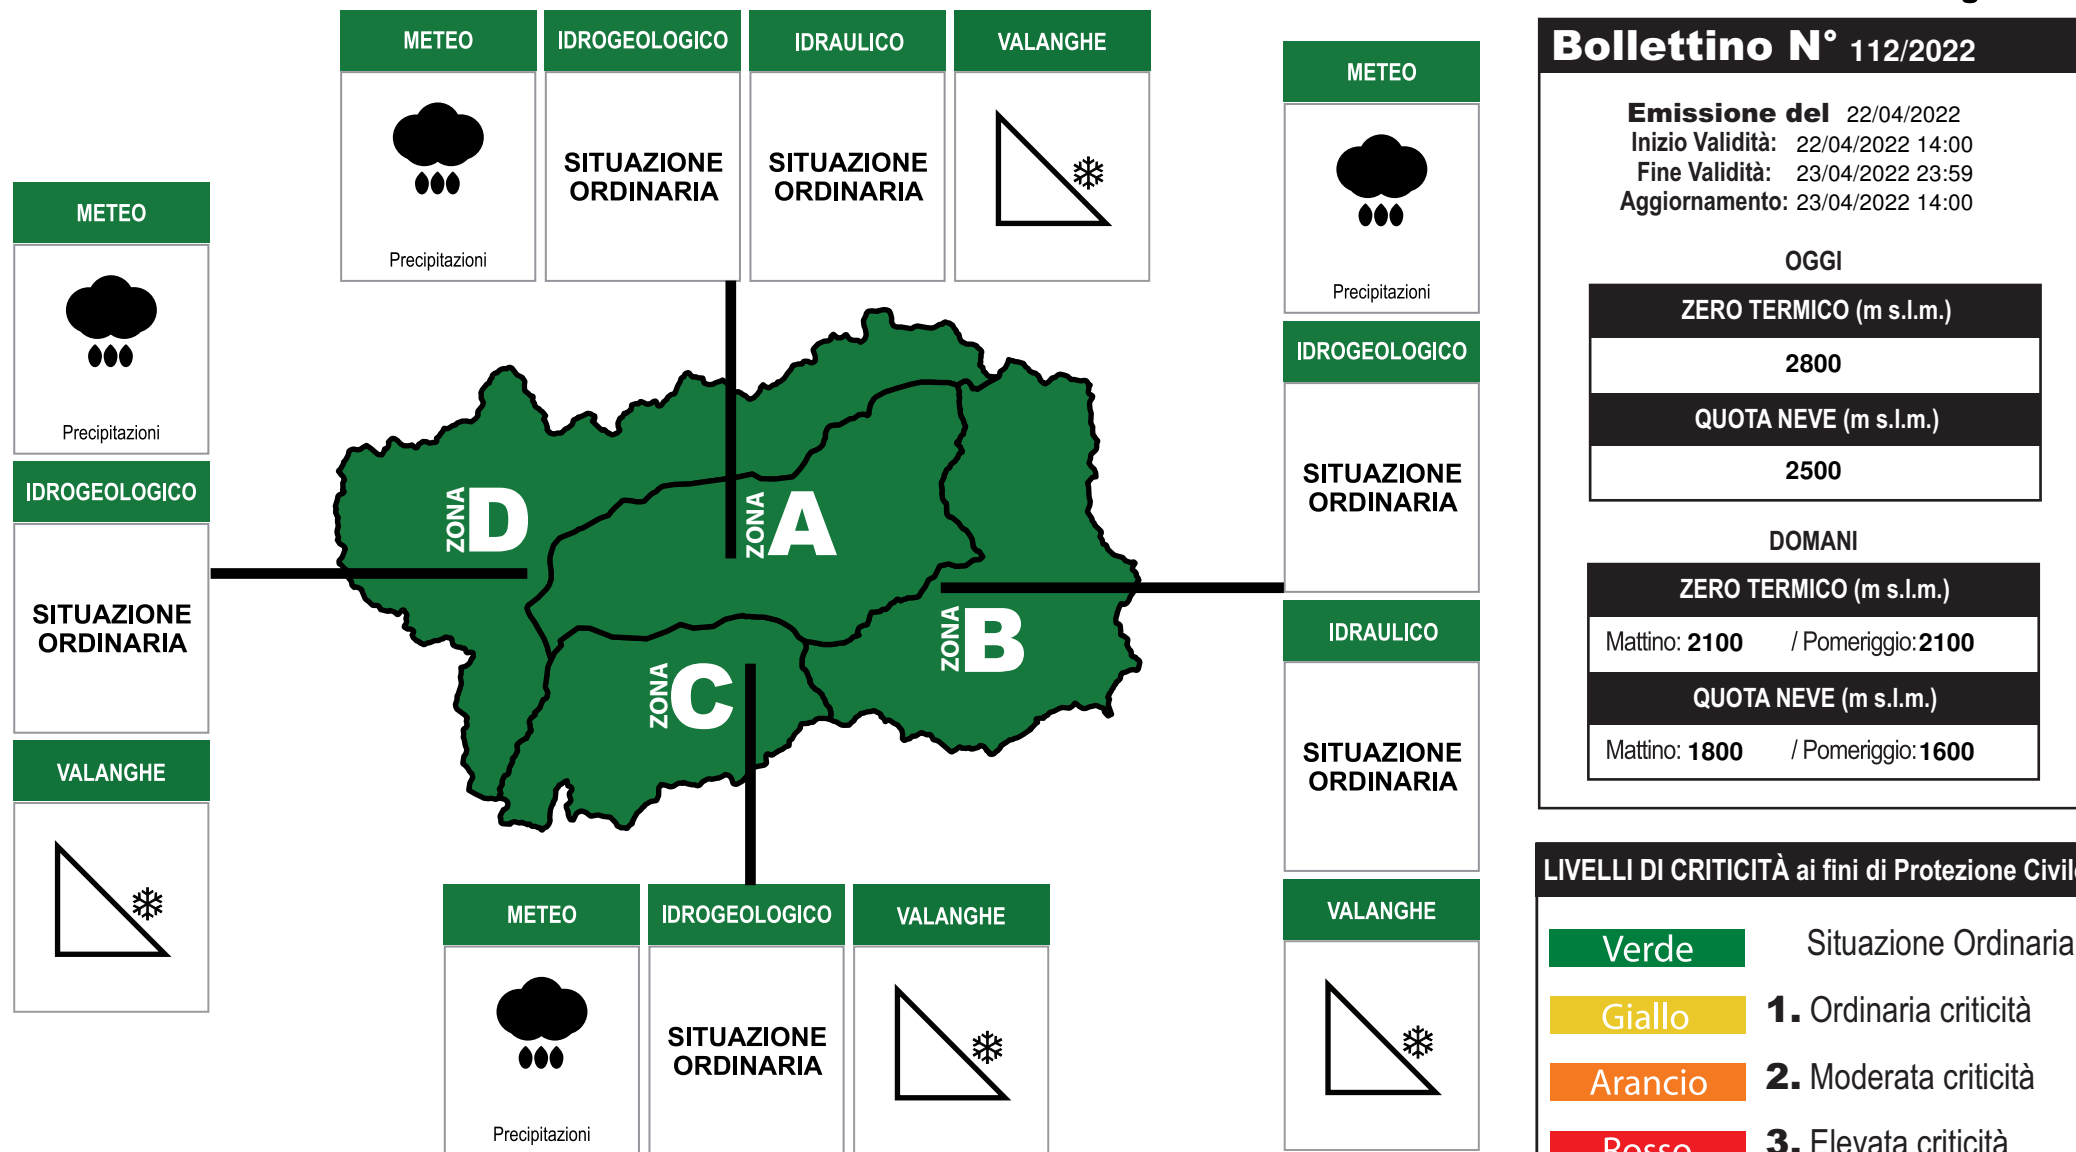 METEO
IDROGEOLOGICO
IDRAULICO
VALANGHE
Precipitazioni
SITUAZIONE
ORDINARIA
SITUAZIONE
ORDINARIA
METEO
Precipitazioni
IDROGEOLOGICO
SITUAZIONE
ORDINARIA
VALANGHE
METEO
Precipitazioni
IDROGEOLOGICO
SITUAZIONE
ORDINARIA
IDRAULICO
SITUAZIONE
ORDINARIA
VALANGHE
ZONA D
ZONA A
ZONA B
ZONA C
METEO
IDROGEOLOGICO
VALANGHE
Precipitazioni
SITUAZIONE
ORDINARIA
Bollettino N° 112/2022
Emissione del 22/04/2022
Inizio Validità: 22/04/2022 14:00
Fine Validità: 23/04/2022 23:59
Aggiornamento: 23/04/2022 14:00
OGGI
ZERO TERMICO (m s.l.m.)
2800
QUOTA NEVE (m s.l.m.)
2500
DOMANI
ZERO TERMICO (m s.l.m.)
Mattino: 2100 / Pomeriggio: 2100
QUOTA NEVE (m s.l.m.)
Mattino: 1800 / Pomeriggio: 1600
LIVELLI DI CRITICITÀ ai fini di Protezione Civile
Verde Situazione Ordinaria
Giallo 1. Ordinaria criticità
Arancio 2. Moderata criticità
Rosso 3. Elevata criticità